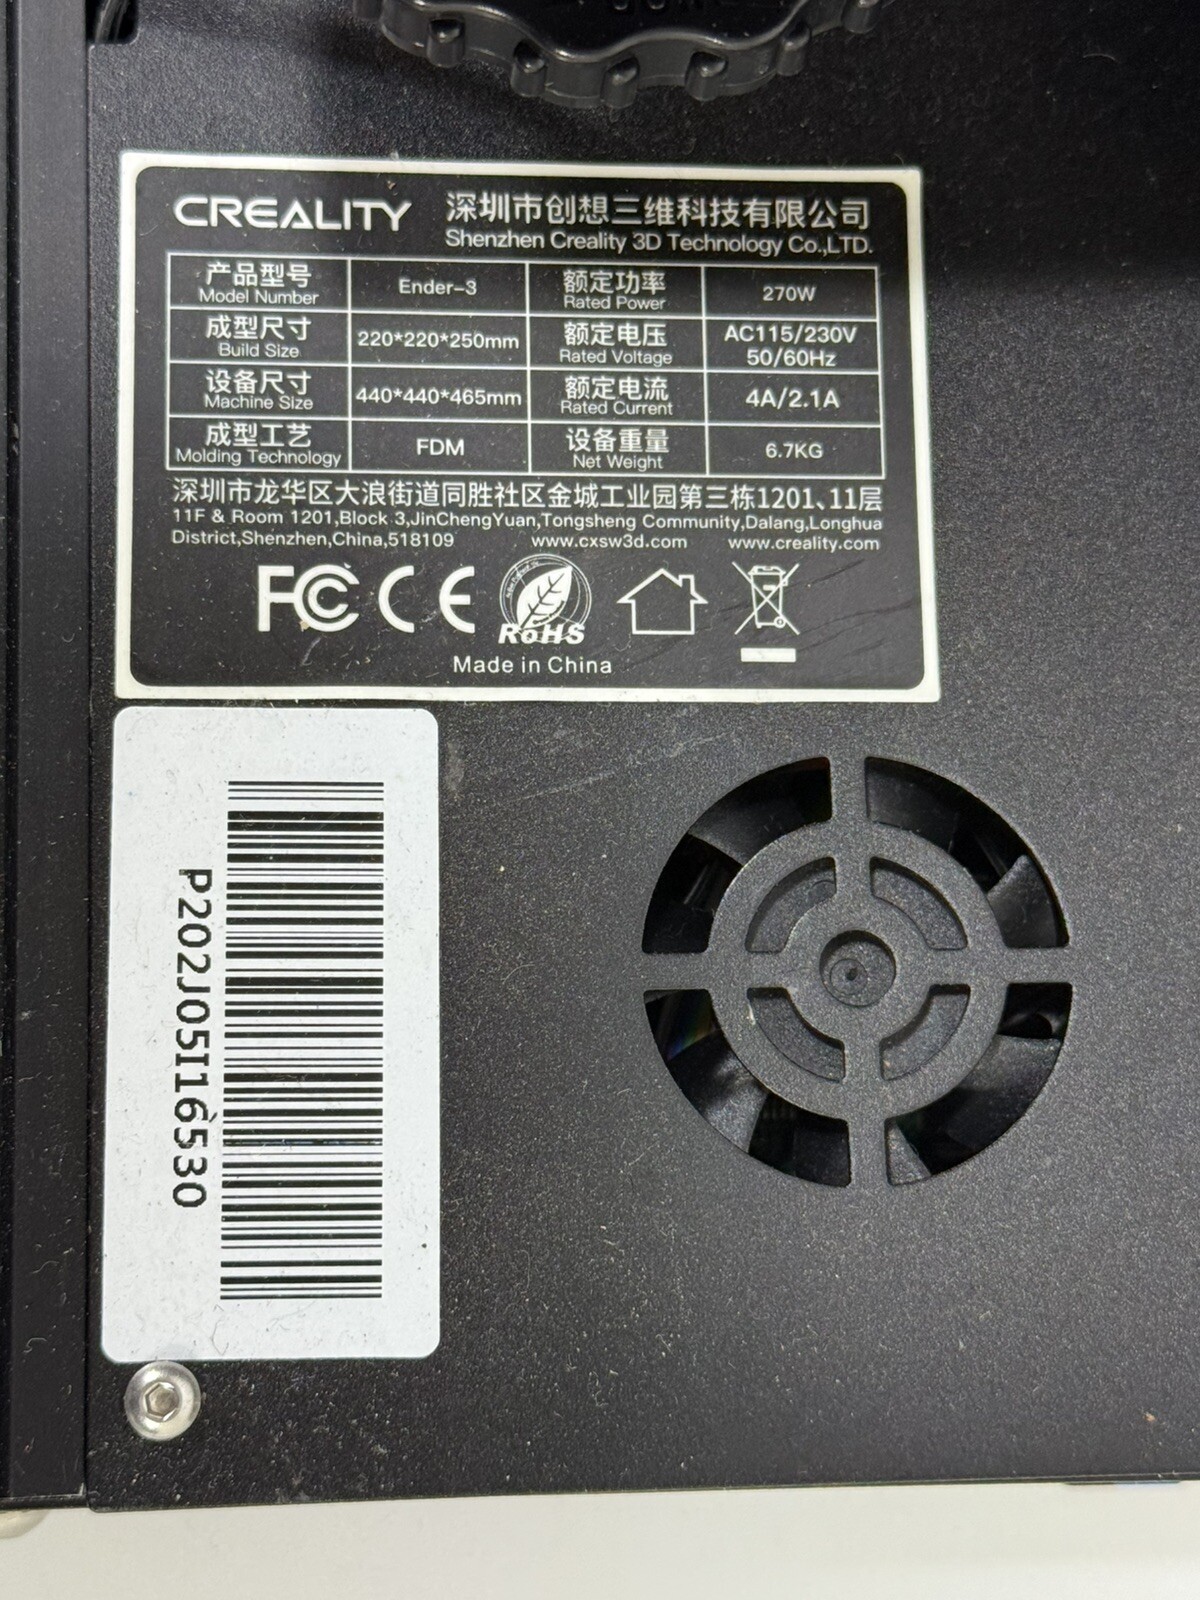 CREALITY 深圳市创想三维科技有限公司
Shenzhen Creality 3D Technology Co.,LTD.
产品型号 Ender-3 额定功率 270W
Model Number Rated Power
成型尺寸 220*220*250mm 额定电压 AC115/230V
Build Size Rated Voltage 50/60Hz
设备尺寸 440*440*465mm 额定电流 4A/2.1A
Machine Size Rated Current
成型工艺 FDM 设备重量 6.7KG
Molding Technology Net Weight
深圳市龙华区大浪街道同胜社区金城工业园第三栋1201、11层
11F & Room 1201,Block 3,JinChengYuan,Tongsheng Community,Dalang,Longhua
District,Shenzhen,China,518109 www.cxsw3d.com www.creality.com
FC CE RoHS
Made in China
P202J05I16530